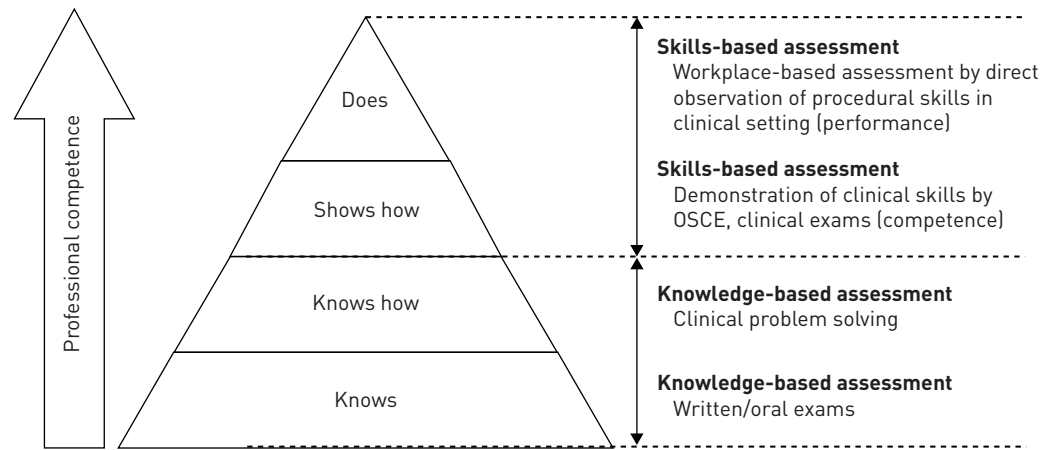 Professional competence
Does
Shows how
Knows how
Knows
Skills-based assessment
Workplace-based assessment by direct
observation of procedural skills in
clinical setting (performance)
Skills-based assessment
Demonstration of clinical skills by
OSCE, clinical exams (competence)
Knowledge-based assessment
Clinical problem solving
Knowledge-based assessment
Written/oral exams